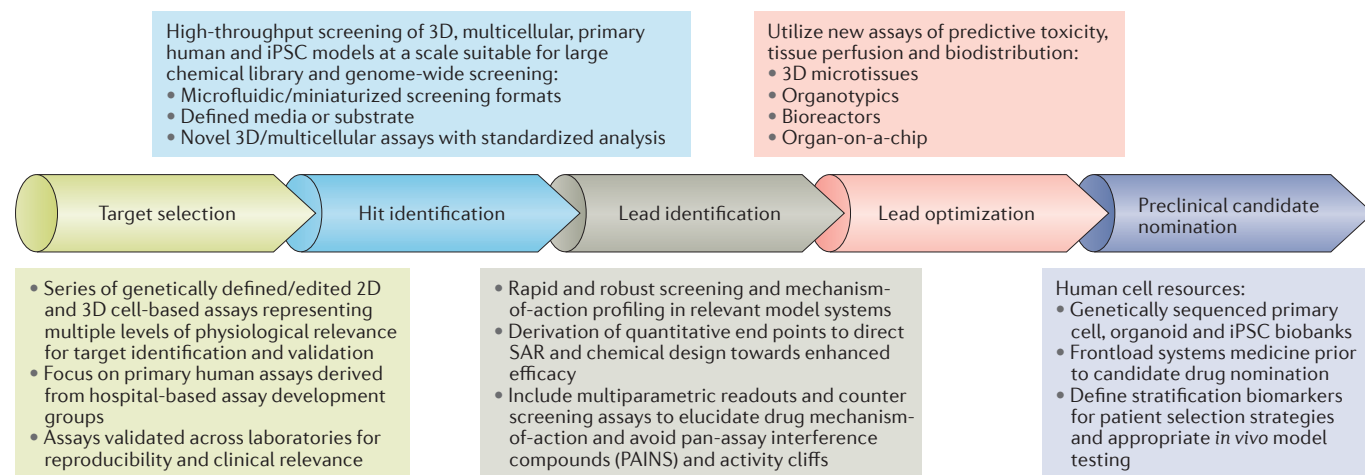 High-throughput screening of 3D, multicellular, primary
human and iPSC models at a scale suitable for large
chemical library and genome-wide screening:
• Microfluidic/miniaturized screening formats
• Defined media or substrate
• Novel 3D/multicellular assays with standardized analysis
Utilize new assays of predictive toxicity,
tissue perfusion and biodistribution:
• 3D microtissues
• Organotypics
• Bioreactors
• Organ-on-a-chip
Target selection
Hit identification
Lead identification
Lead optimization
Preclinical candidate
nomination
• Series of genetically defined/edited 2D
and 3D cell-based assays representing
multiple levels of physiological relevance
for target identification and validation
• Focus on primary human assays derived
from hospital-based assay development
groups
• Assays validated across laboratories for
reproducibility and clinical relevance
• Rapid and robust screening and mechanism-
of-action profiling in relevant model systems
• Derivation of quantitative end points to direct
SAR and chemical design towards enhanced
efficacy
• Include multiparametric readouts and counter
screening assays to elucidate drug mechanism-
of-action and avoid pan-assay interference
compounds (PAINS) and activity cliffs
Human cell resources:
• Genetically sequenced primary
cell, organoid and iPSC biobanks
• Frontload systems medicine prior
to candidate drug nomination
• Define stratification biomarkers
for patient selection strategies
and appropriate in vivo model
testing